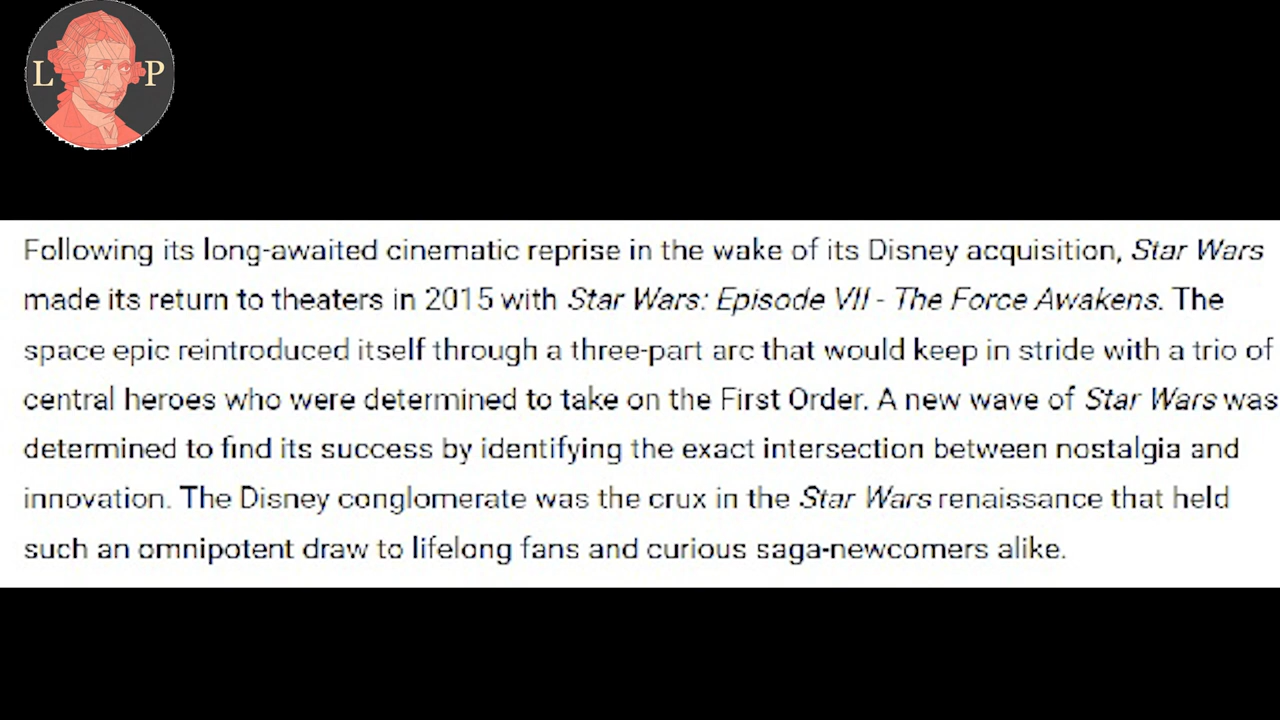 L P
Following its long-awaited cinematic reprise in the wake of its Disney acquisition, Star Wars
made its return to theaters in 2015 with Star Wars: Episode VII - The Force Awakens. The
space epic reintroduced itself through a three-part arc that would keep in stride with a trio of
central heroes who were determined to take on the First Order. A new wave of Star Wars was
determined to find its success by identifying the exact intersection between nostalgia and
innovation. The Disney conglomerate was the crux in the Star Wars renaissance that held
such an omnipotent draw to lifelong fans and curious saga-newcomers alike.